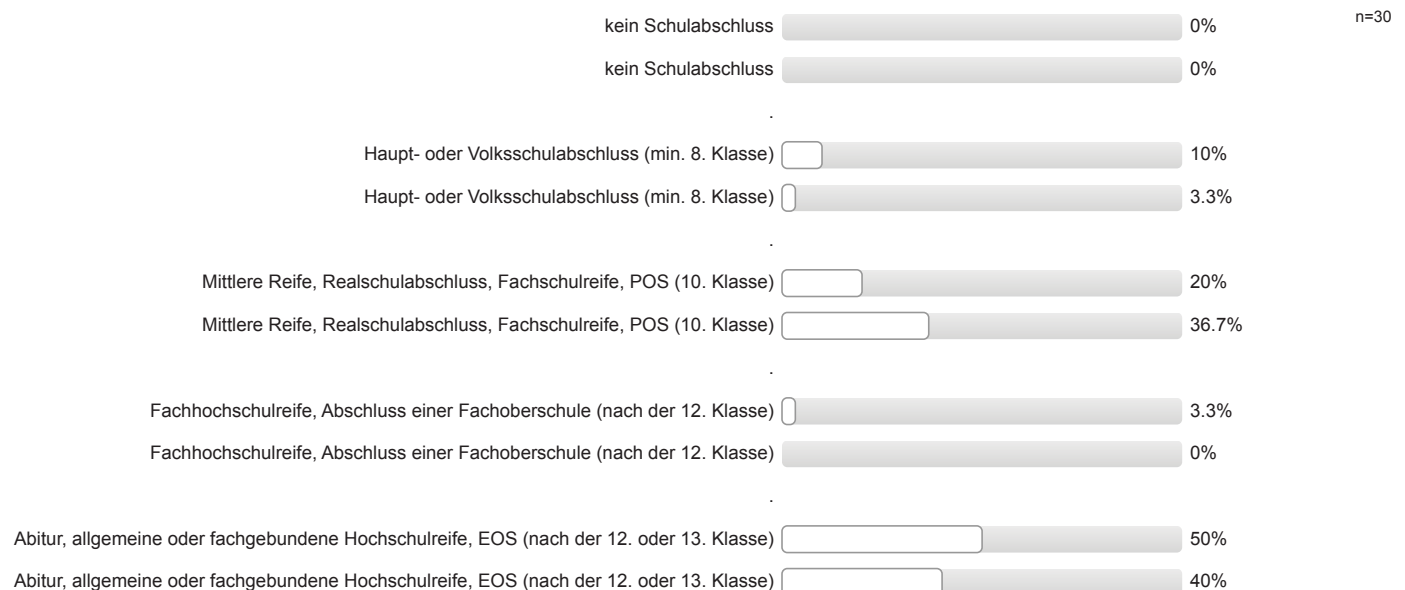 kein Schulabschluss 0% n=30
kein Schulabschluss 0%
.
Haupt- oder Volksschulabschluss (min. 8. Klasse) 10%
Haupt- oder Volksschulabschluss (min. 8. Klasse) 3.3%
.
Mittlere Reife, Realschulabschluss, Fachschulreife, POS (10. Klasse) 20%
Mittlere Reife, Realschulabschluss, Fachschulreife, POS (10. Klasse) 36.7%
.
Fachhochschulreife, Abschluss einer Fachoberschule (nach der 12. Klasse) 3.3%
Fachhochschulreife, Abschluss einer Fachoberschule (nach der 12. Klasse) 0%
.
Abitur, allgemeine oder fachgebundene Hochschulreife, EOS (nach der 12. oder 13. Klasse) 50%
Abitur, allgemeine oder fachgebundene Hochschulreife, EOS (nach der 12. oder 13. Klasse) 40%